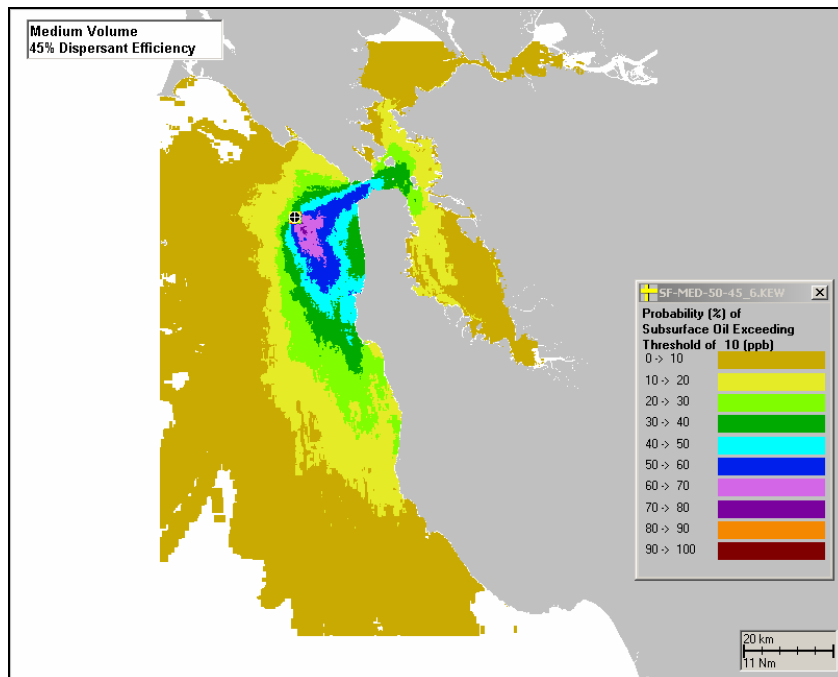 Medium Volume
45% Dispersant Efficiency
SF-MED-50-45_6.KEW
Probability (%) of
Subsurface Oil Exceeding
Threshold of 10 (ppb)
0 -> 10
10 -> 20
20 -> 30
30 -> 40
40 -> 50
50 -> 60
60 -> 70
70 -> 80
80 -> 90
90 -> 100
20 km
11 Nm